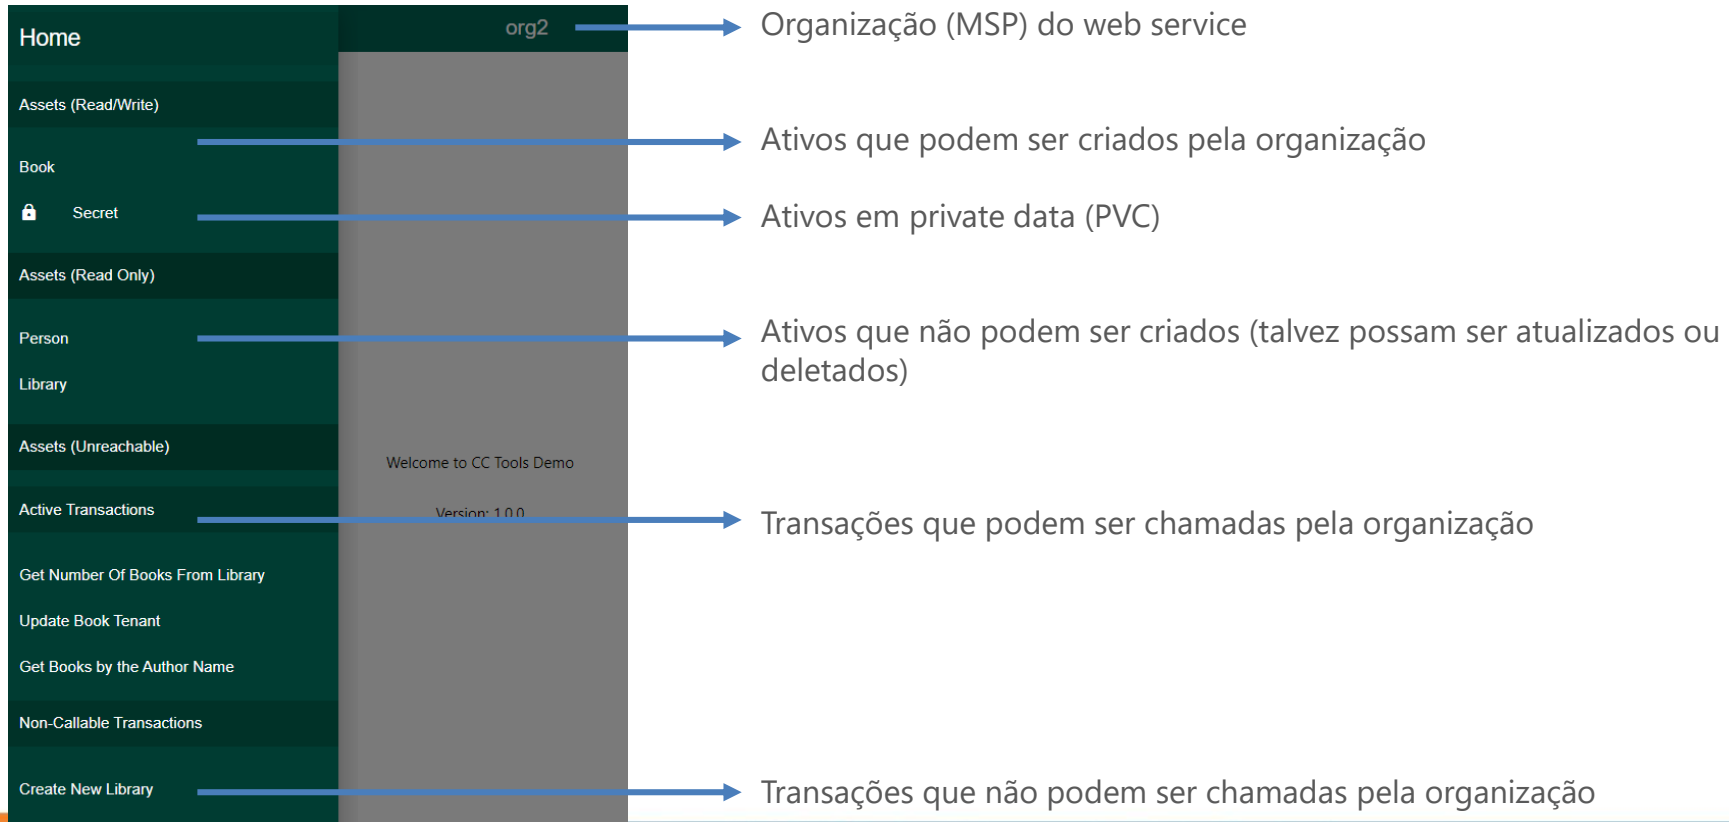 Home
org2
Organização (MSP) do web service
Assets (Read/Write)
Ativos que podem ser criados pela organização
Book
Secret
Ativos em private data (PVC)
Assets (Read Only)
Person
Ativos que não podem ser criados (talvez possam ser atualizados ou
deletados)
Library
Assets (Unreachable)
Welcome to CC Tools Demo
Active Transactions
Version: 1.0.0
Transações que podem ser chamadas pela organização
Get Number Of Books From Library
Update Book Tenant
Get Books by the Author Name
Non-Callable Transactions
Create New Library
Transações que não podem ser chamadas pela organização